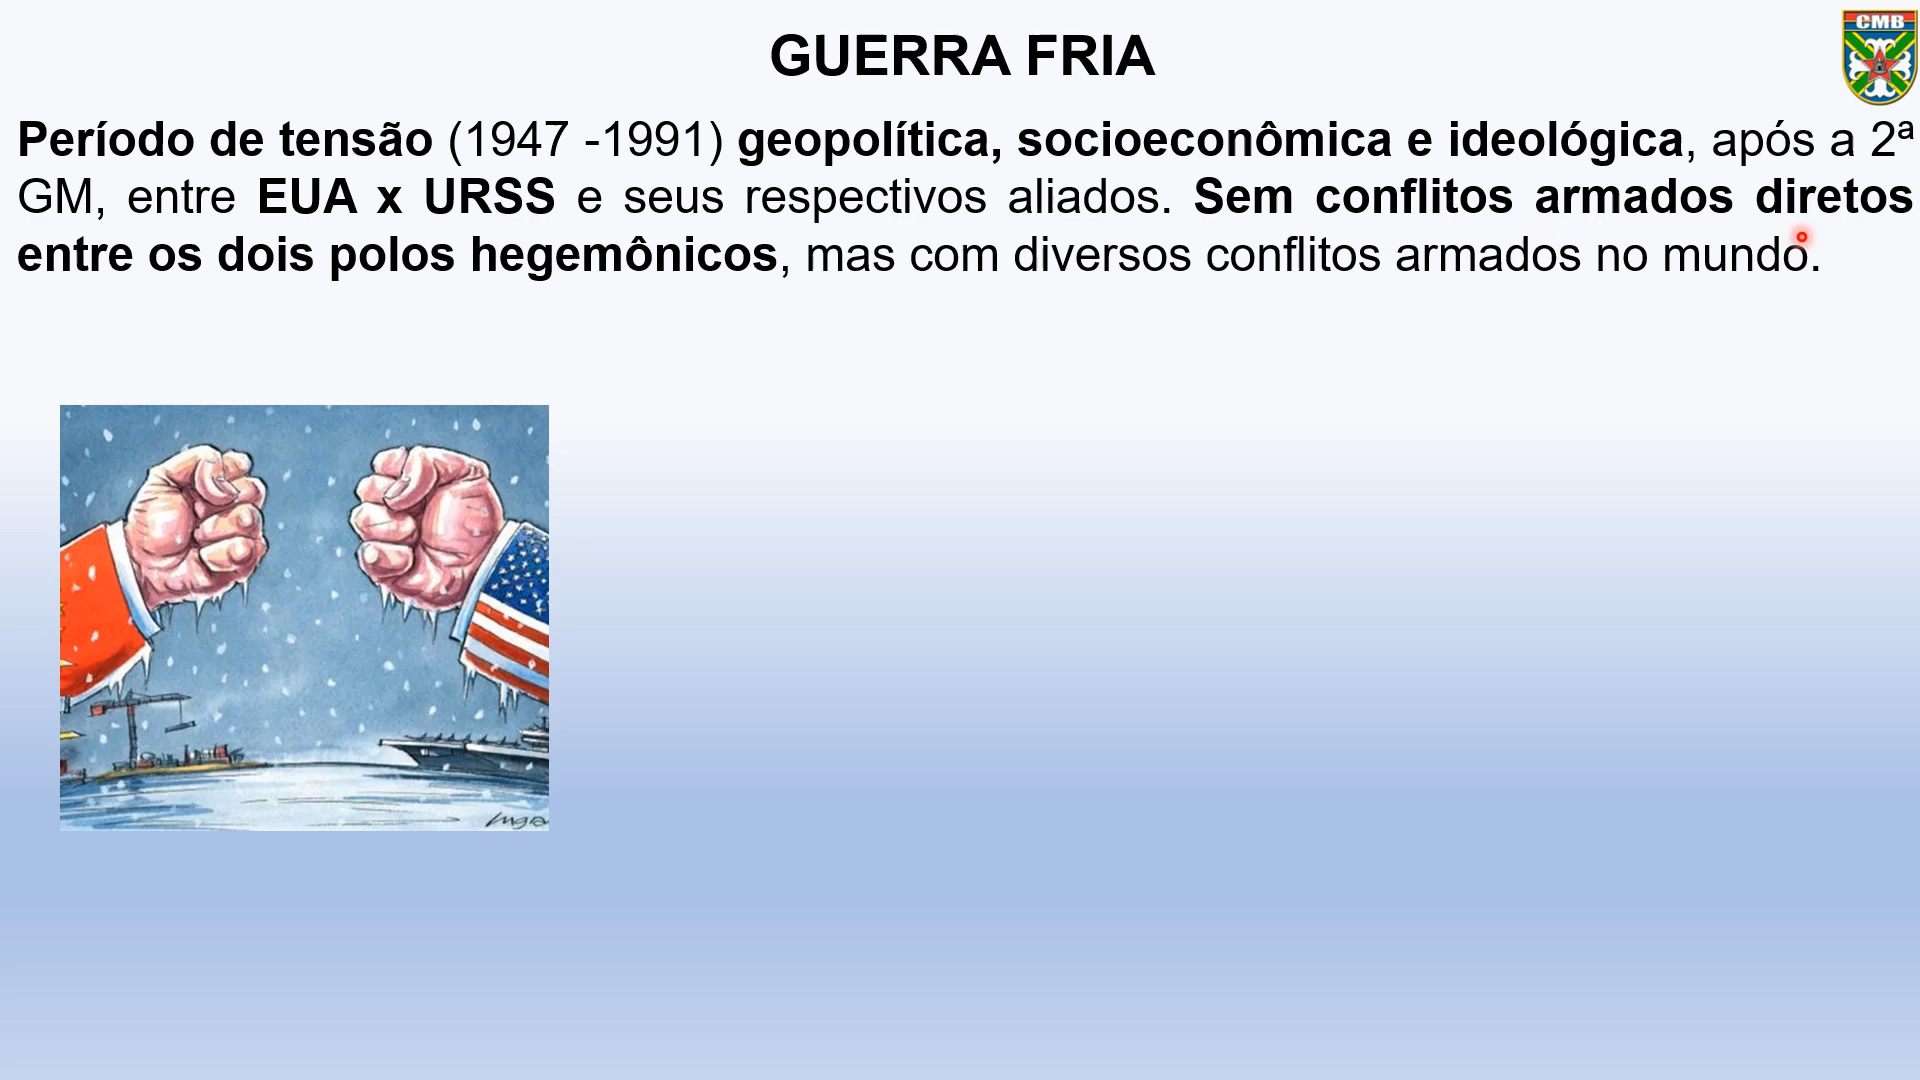 GUERRA FRIA
CMB
Período de tensão (1947 -1991) geopolítica, socioeconômica e ideológica, após a 2ª
GM, entre EUA x URSS e seus respectivos aliados. Sem conflitos armados diretos
entre os dois polos hegemônicos, mas com diversos conflitos armados no mundo.